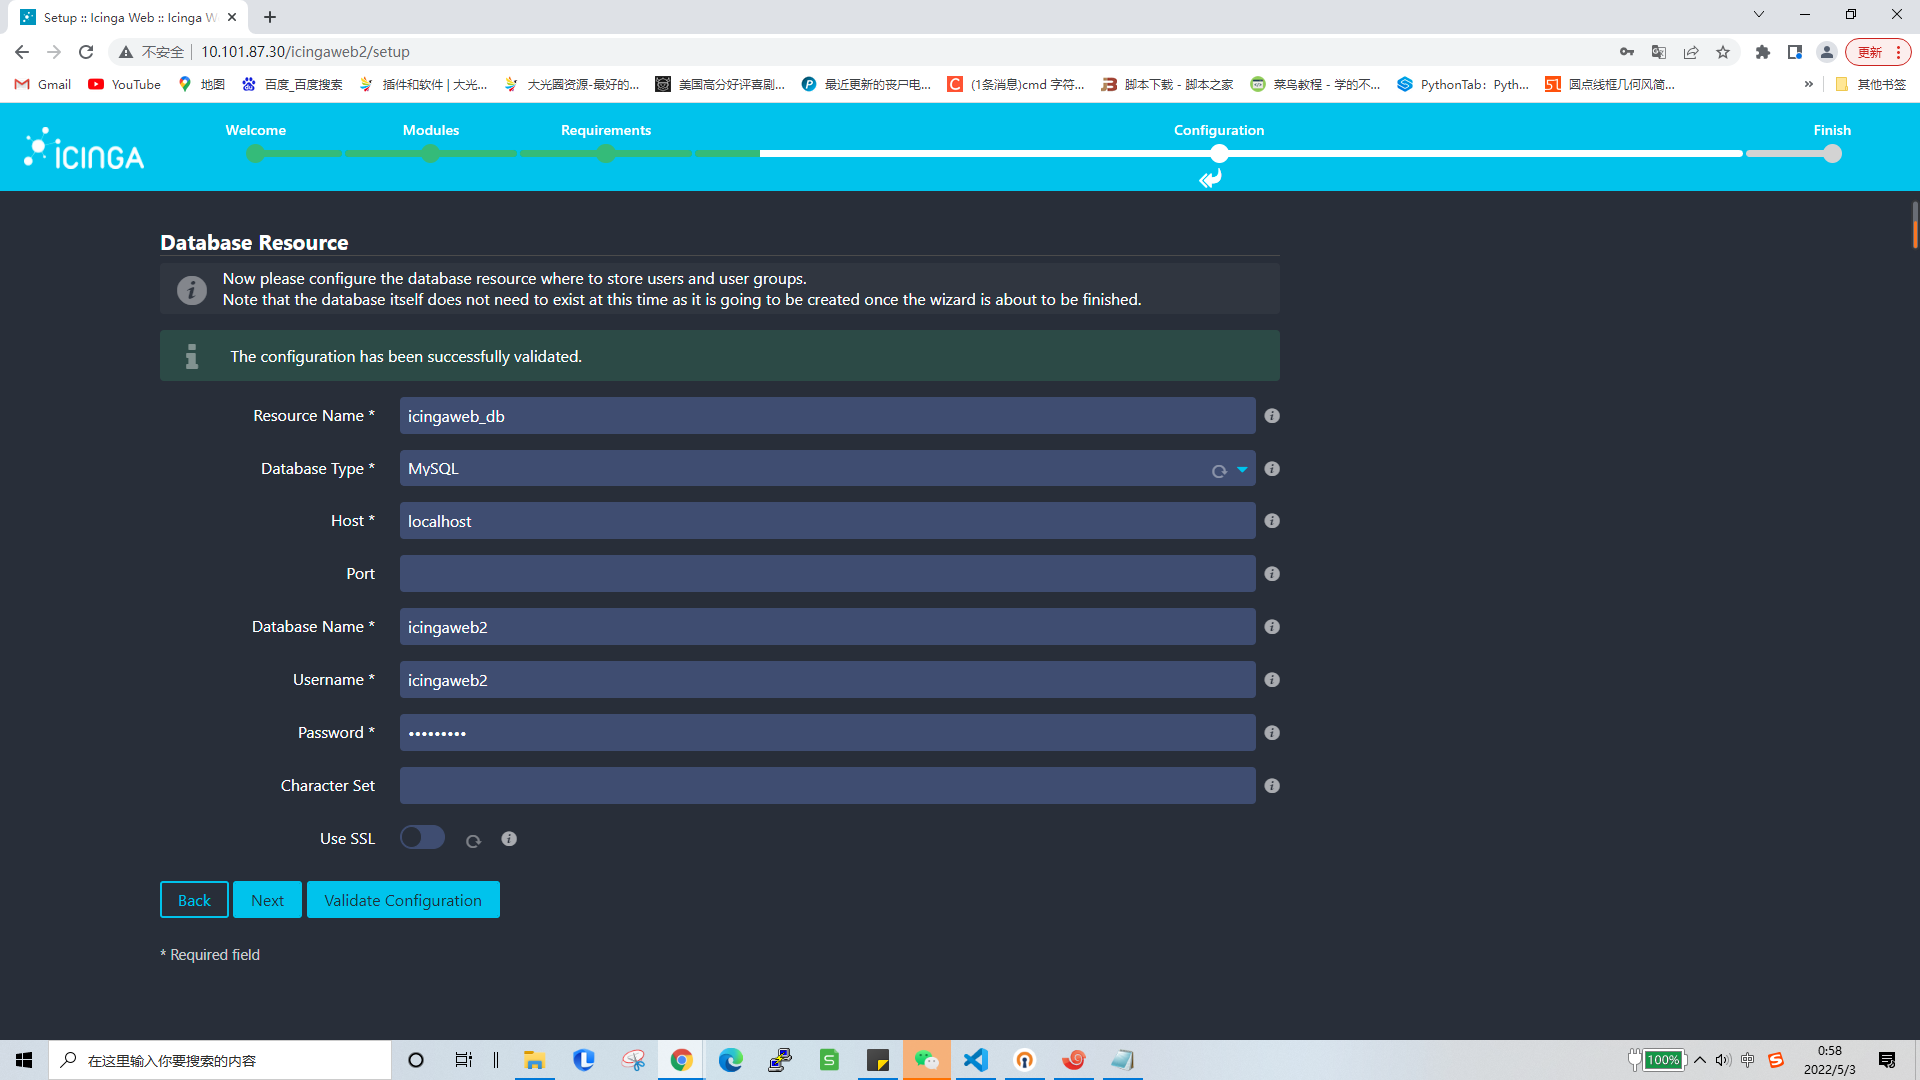 Setup :: Icinga Web :: Icinga W
不安全
10.101.87.30/icingaweb2/setup
更新
Gmail
YouTube
地图
百度_百度搜索
插件和软件 | 大光...
大光圈资源-最好的...
美国高分好评喜剧...
最近更新的丧尸电...
(1条消息)cmd 字符...
脚本下载 - 脚本之家
菜鸟教程 - 学的不...
PythonTab：Pyth...
圆点线框几何风简...
»
其他书签
ICINGA
Welcome
Modules
Requirements
Configuration
Finish
Database Resource
Now please configure the database resource where to store users and user groups.
Note that the database itself does not need to exist at this time as it is going to be created once the wizard is about to be finished.
The configuration has been successfully validated.
Resource Name *
icingaweb_db
Database Type *
MySQL
Host *
localhost
Port
Database Name *
icingaweb2
Username *
icingaweb2
Password *
•••••••••
Character Set
Use SSL
Back
Next
Validate Configuration
* Required field
在这里输入你要搜索的内容
100%
中
0:58
2022/5/3